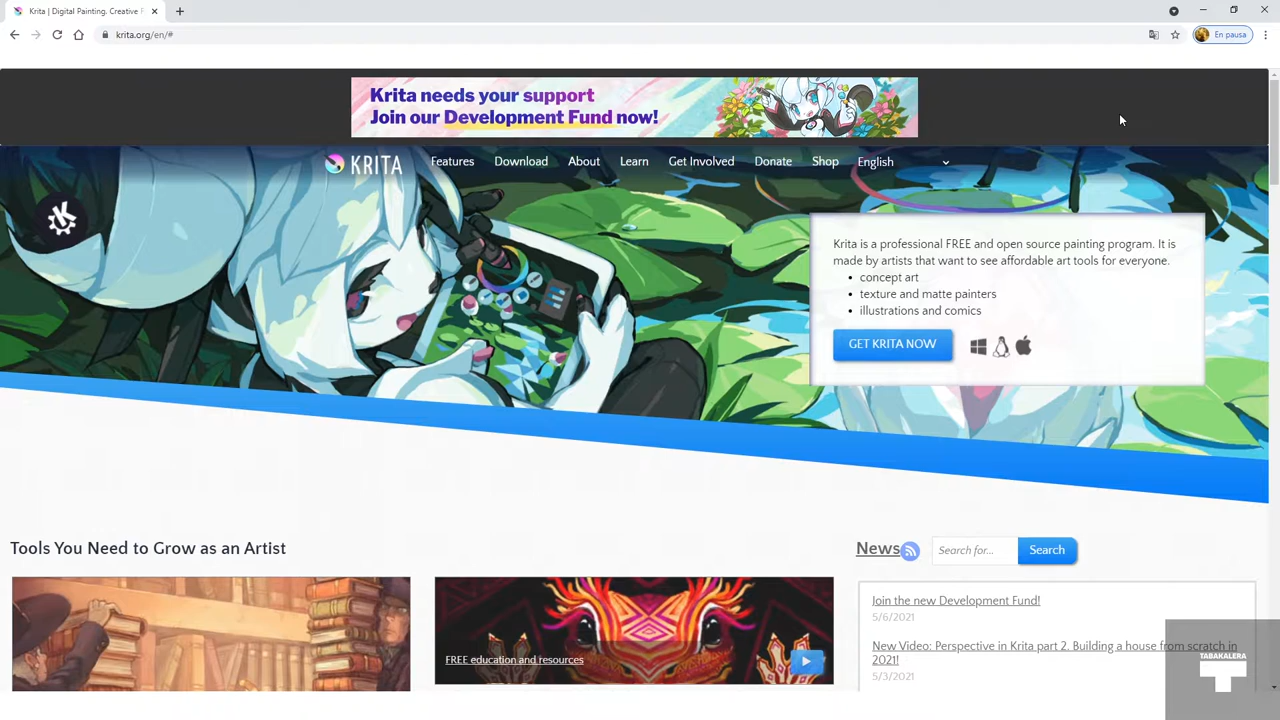 Krita | Digital Painting. Creative F
krita.org/en/#
En pausa
Krita needs your support
Join our Development Fund now!
KRITA
Features
Download
About
Learn
Get Involved
Donate
Shop
English
Krita is a professional FREE and open source painting program. It is
made by artists that want to see affordable art tools for everyone.
• concept art
• texture and matte painters
• illustrations and comics
GET KRITA NOW
Tools You Need to Grow as an Artist
News
Search for...
Search
FREE education and resources
Join the new Development Fund!
5/6/2021
New Video: Perspective in Krita part 2. Building a house from scratch in
2021!
5/3/2021
TABAKALERA